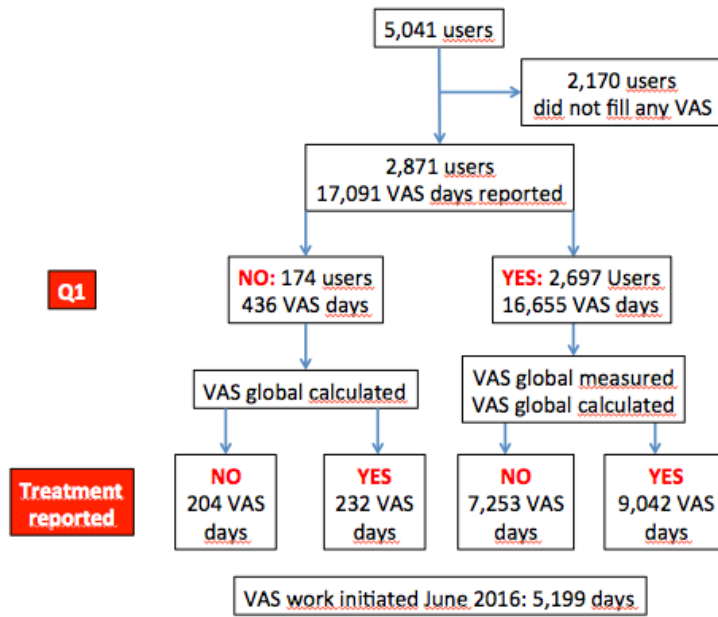 5,041 users
2,170 users
did not fill any VAS
2,871 users
17,091 VAS days reported
Q1
NO: 174 users
436 VAS days
YES: 2,697 Users
16,655 VAS days
VAS global calculated
VAS global measured
VAS global calculated
Treatment
reported
NO
204 VAS
days
YES
232 VAS
days
NO
7,253 VAS
days
YES
9,042 VAS
days
VAS work initiated June 2016: 5,199 days